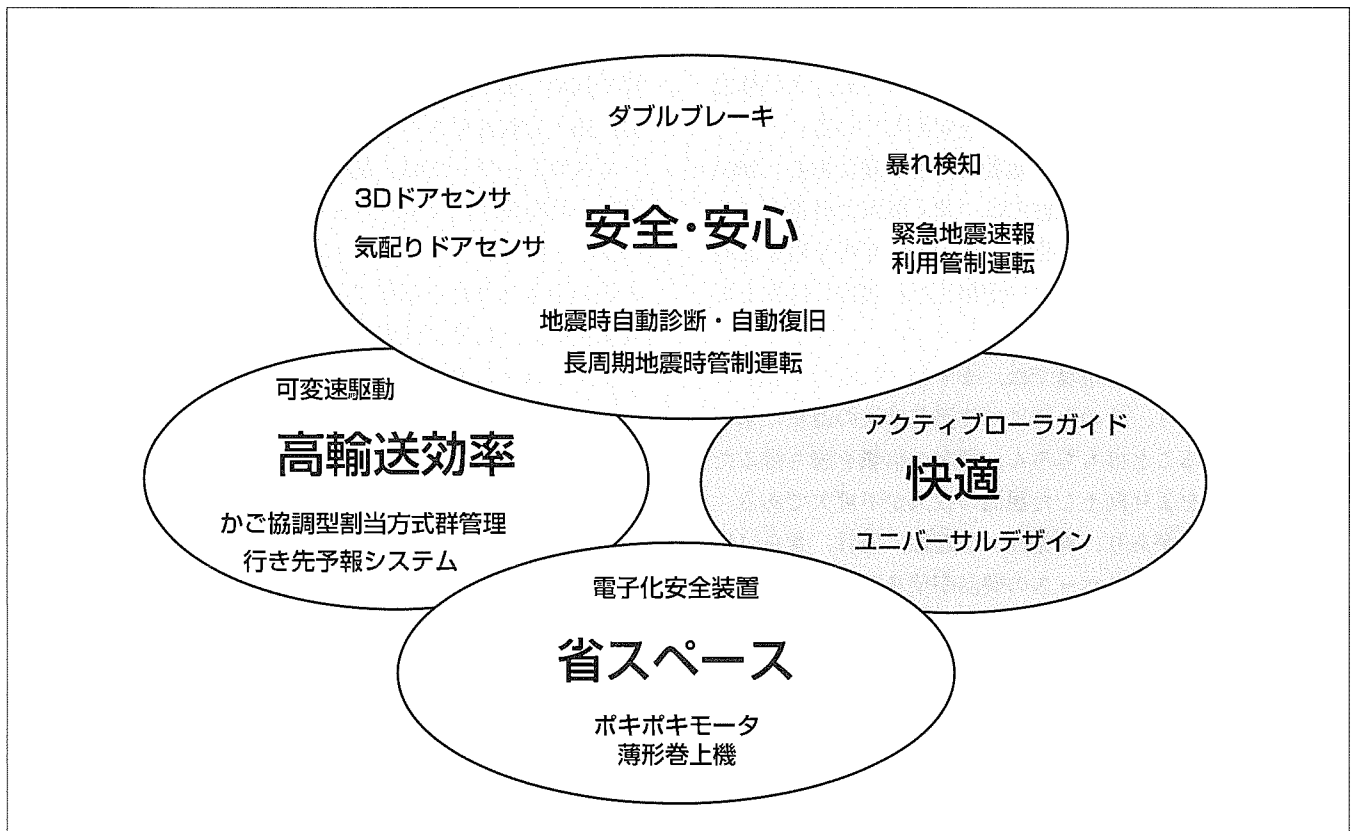 ダブルブレーキ
暴れ検知
3Dドアセンサ
気配りドアセンサ
安全・安心
緊急地震速報
利用管制運転
地震時自動診断・自動復旧
長周期地震時管制運転
可変速駆動
高輸送効率
かご協調型割当方式群管理
行き先予報システム
アクティブローラガイド
快適
ユニバーサルデザイン
電子化安全装置
省スペース
ポキポキモータ
薄形巻上機